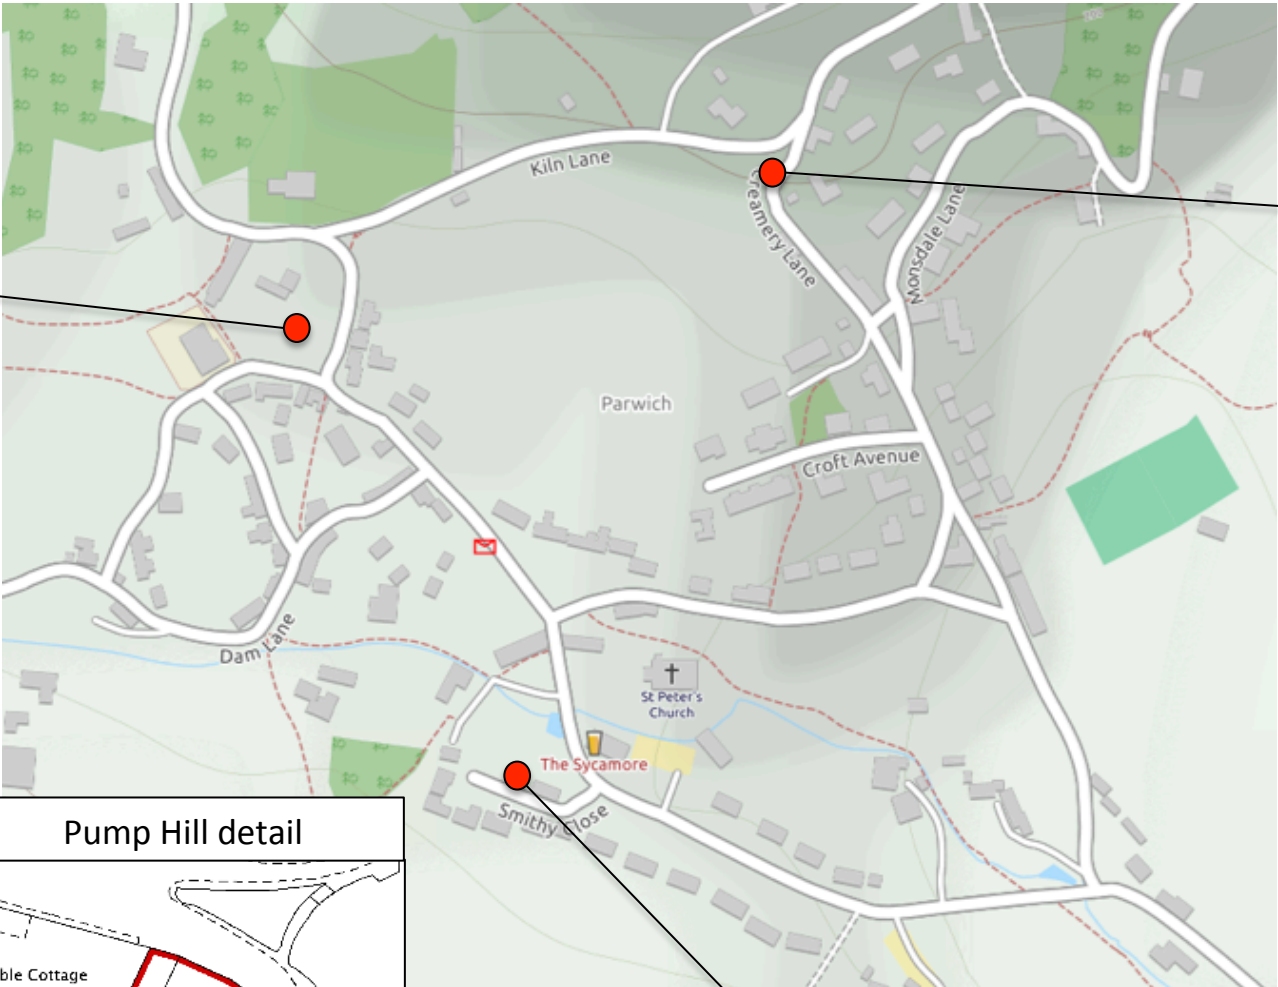 Kiln Lane
Creamery Lane
Monsdale Lane
Parwich
Croft Avenue
Dam Lane
St Peter's
Church
The Sycamore
Smithy Close
Pump Hill detail
ble Cottage